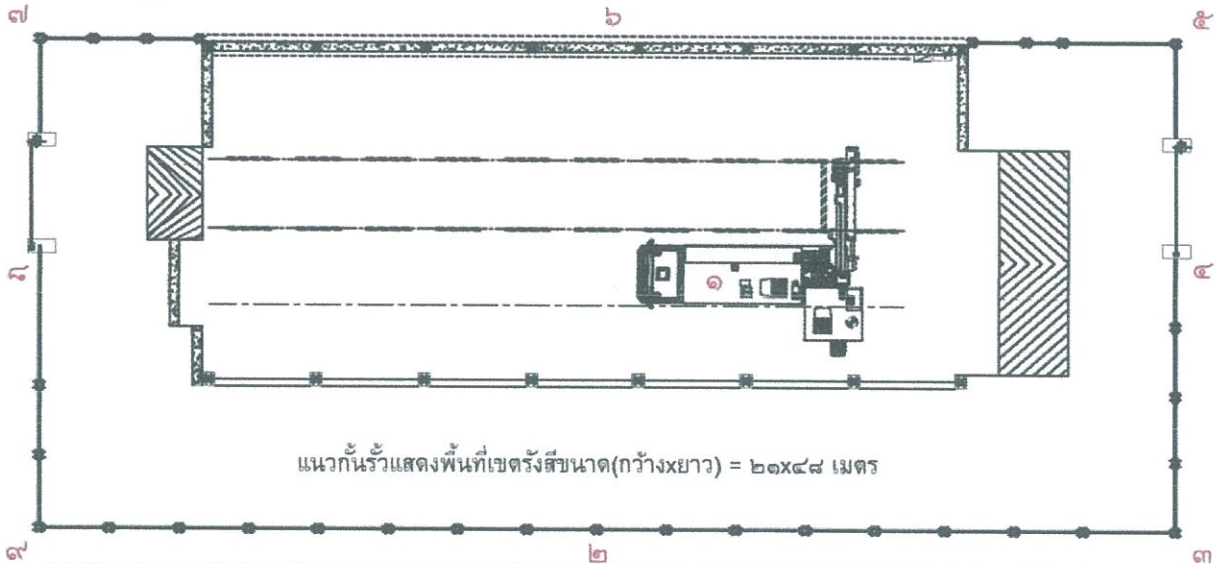 ๗ ๖ ๕
๘ ๑ ๔
แนวกั้นรั้วแสดงพื้นที่เขตรังสีขนาด(กว้างxยาว) = ๒๑x๔๘ เมตร
๙ ๒ ๓